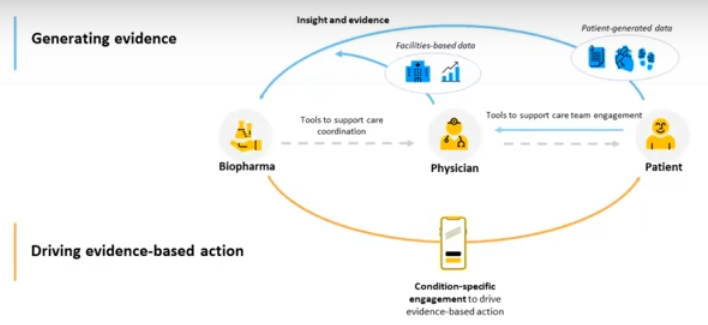 Generating evidence
Insight and evidence
Patient-generated data
Facilities-based data
Tools to support care
coordination
Tools to support care team engagement
Biopharma
Physician
Patient
Driving evidence-based action
Condition-specific
engagement to drive
evidence-based action